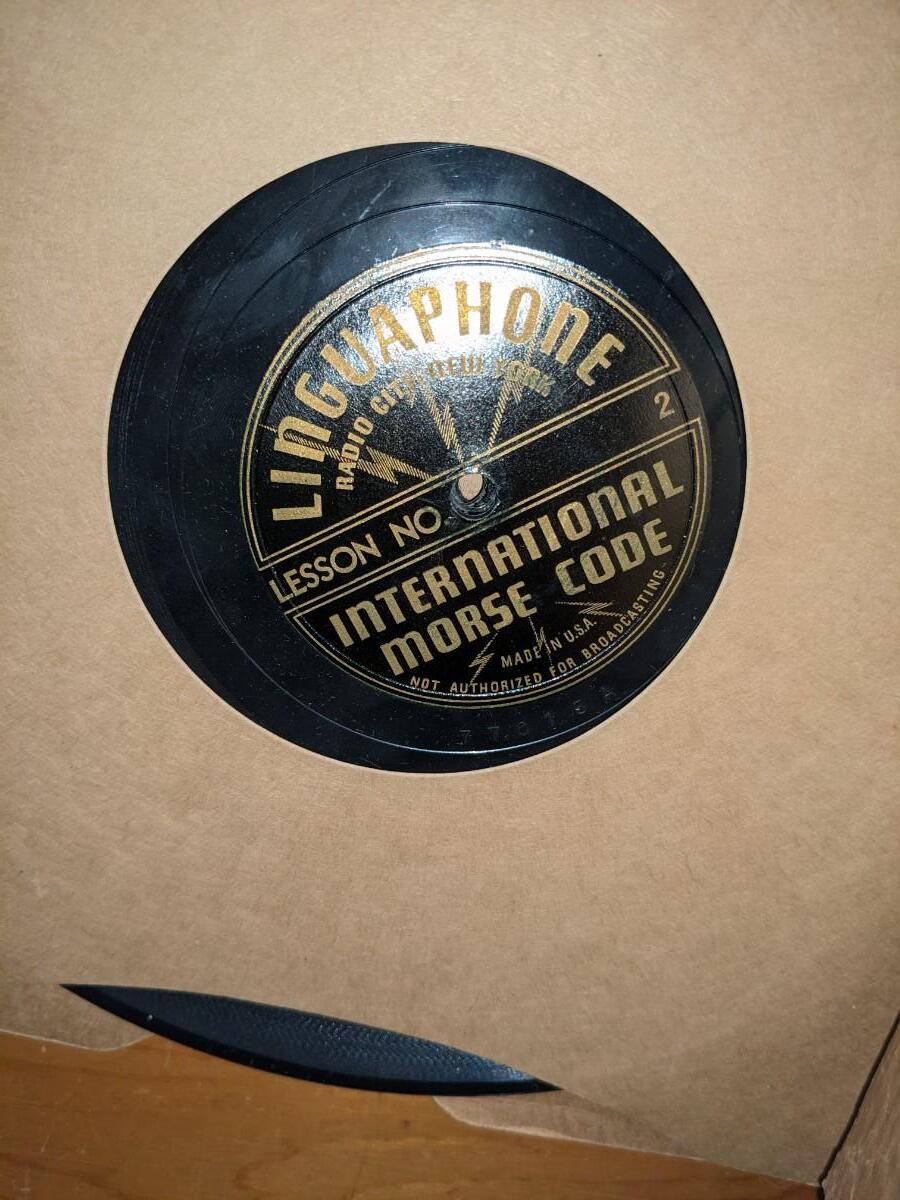 LINGUAPHONE
RADIO CITY, NEW YORK
LESSON NO 2
INTERNATIONAL
MORSE CODE
MADE IN U.S.A.
NOT AUTHORIZED FOR BROADCASTING